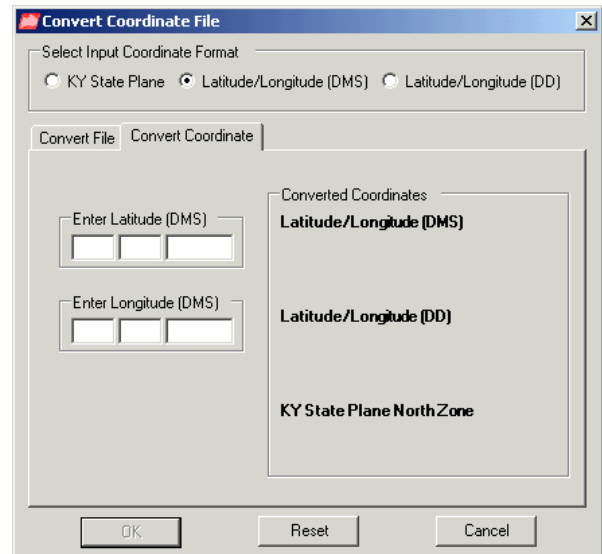 Convert Coordinate File
Select Input Coordinate Format
KY State Plane Latitude/Longitude (DMS) Latitude/Longitude (DD)
Convert File Convert Coordinate
Enter Latitude (DMS)
Enter Longitude (DMS)
Converted Coordinates
Latitude/Longitude (DMS)
Latitude/Longitude (DD)
KY State Plane North Zone
OK Reset Cancel